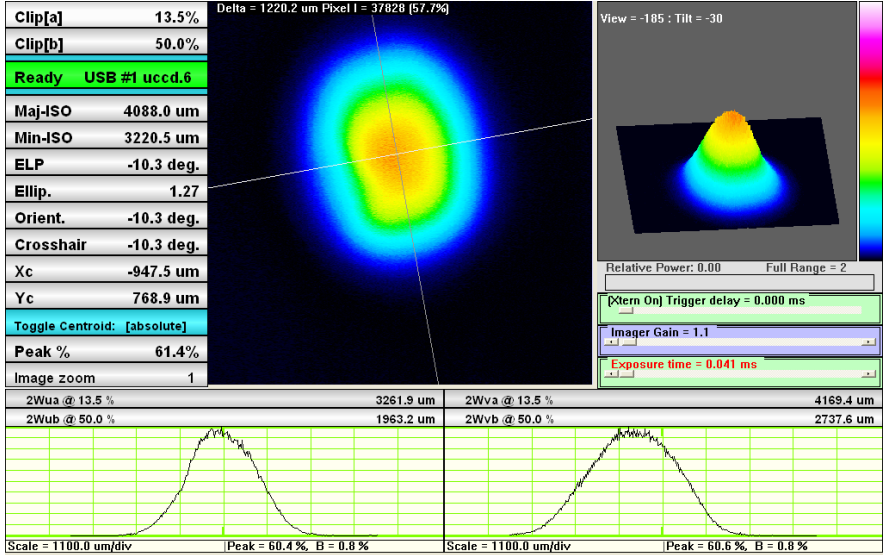 Clip[a] 13.5%
Clip[b] 50.0%
Ready USB #1 uccd.6
Maj-ISO 4088.0 um
Min-ISO 3220.5 um
ELP -10.3 deg.
Ellip. 1.27
Orient. -10.3 deg.
Crosshair -10.3 deg.
Xc -947.5 um
Yc 768.9 um
Toggle Centroid: [absolute]
Peak % 61.4%
Image zoom 1
Delta = 1220.2 um Pixel I = 37828 (57.7%)
View = -185 : Tilt = -30
Relative Power: 0.00 Full Range = 2
(Xtern On) Trigger delay = 0.000 ms
Imager Gain = 1.1
Exposure time = 0.041 ms
2Wua @ 13.5 % 3261.9 um
2Wub @ 50.0 % 1963.2 um
2Wva @ 13.5 % 4169.4 um
2Wvb @ 50.0 % 2737.6 um
Scale = 1100.0 um/div Peak = 60.4 %, B = 0.8 %
Scale = 1100.0 um/div Peak = 60.6 %, B = 0.8 %